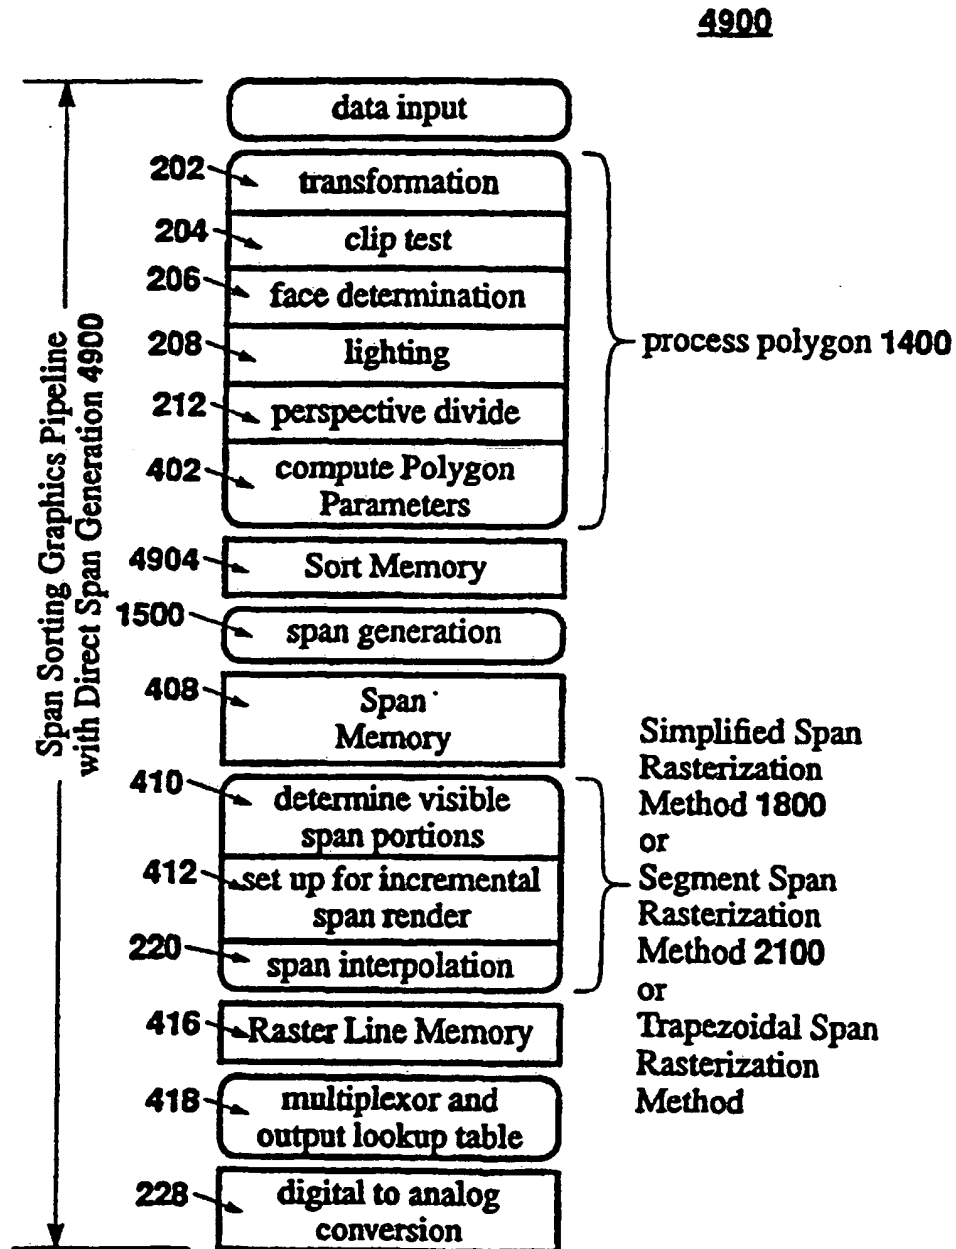 4900
data input
202
transformation
204
clip test
206
face determination
208
lighting
212
perspective divide
402
compute Polygon
Parameters
process polygon 1400
4904
Sort Memory
1500
span generation
408
Span
Memory
410
determine visible
span portions
412
set up for incremental
span render
220
span interpolation
Simplified Span
Rasterization
Method 1800
or
Segment Span
Rasterization
Method 2100
or
Trapezoidal Span
Rasterization
Method
416
Raster Line Memory
418
multiplexor and
output lookup table
228
digital to analog
conversion
Span Sorting Graphics Pipeline
with Direct Span Generation 4900